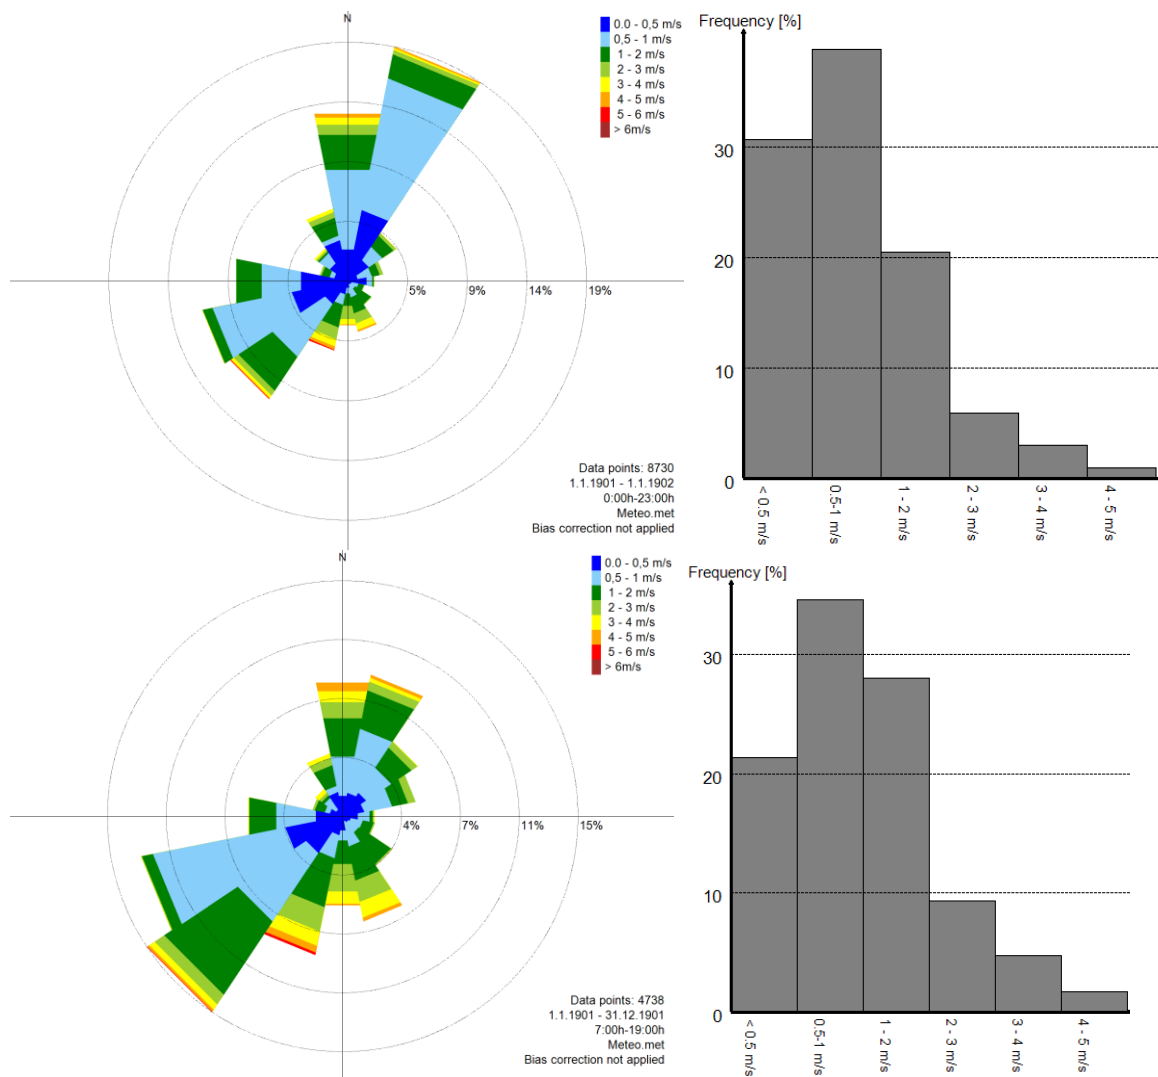 N
0.0 - 0,5 m/s
0,5 - 1 m/s
1 - 2 m/s
2 - 3 m/s
3 - 4 m/s
4 - 5 m/s
5 - 6 m/s
> 6m/s
5% 9% 14% 19%
Data points: 8730
1.1.1901 - 1.1.1902
0:00h-23:00h
Meteo.met
Bias correction not applied
Frequency [%]
30
20
10
0
< 0.5 m/s
0.5-1 m/s
1 - 2 m/s
2 - 3 m/s
3 - 4 m/s
4 - 5 m/s
N
0.0 - 0,5 m/s
0,5 - 1 m/s
1 - 2 m/s
2 - 3 m/s
3 - 4 m/s
4 - 5 m/s
5 - 6 m/s
> 6m/s
4% 7% 11% 15%
Data points: 4738
1.1.1901 - 31.12.1901
7:00h-19:00h
Meteo.met
Bias correction not applied
Frequency [%]
30
20
10
0
< 0.5 m/s
0.5-1 m/s
1 - 2 m/s
2 - 3 m/s
3 - 4 m/s
4 - 5 m/s